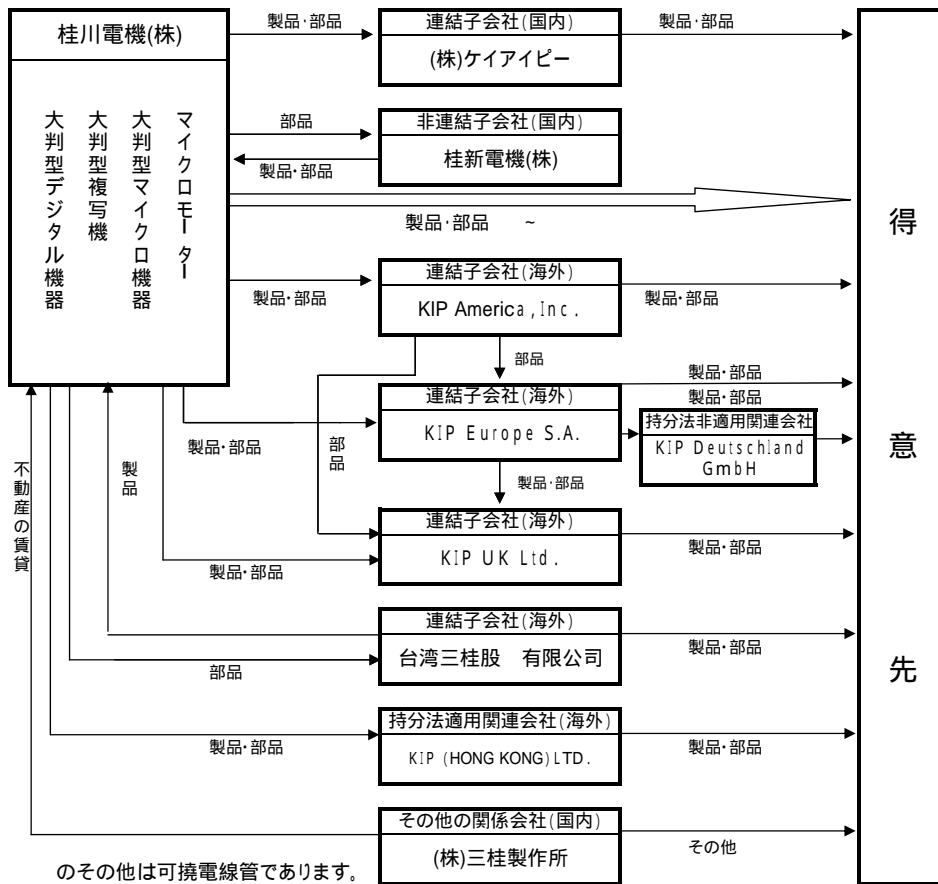 桂川電機(株)
大判型デジタル機器
大判型複写機
大判型マイクロ機器
マイクロモーター
製品・部品
連結子会社(国内)
(株)ケイアイピー
製品・部品
部品
製品・部品
非連結子会社(国内)
桂新電機(株)
製品・部品 ~
製品・部品
連結子会社(海外)
KIP America,Inc.
製品・部品
部品
部品
製品・部品
連結子会社(海外)
KIP Europe S.A.
製品・部品
製品・部品
持分法非適用関連会社
KIP Deutschland
GmbH
製品・部品
製品・部品
連結子会社(海外)
KIP UK Ltd.
製品・部品
製品
部品
連結子会社(海外)
台湾三桂股 有限公司
製品・部品
製品・部品
持分法適用関連会社(海外)
KIP (HONG KONG)LTD.
製品・部品
不動産の賃貸
その他の関係会社(国内)
(株)三桂製作所
その他
得意先
のその他は可撓電線管であります。